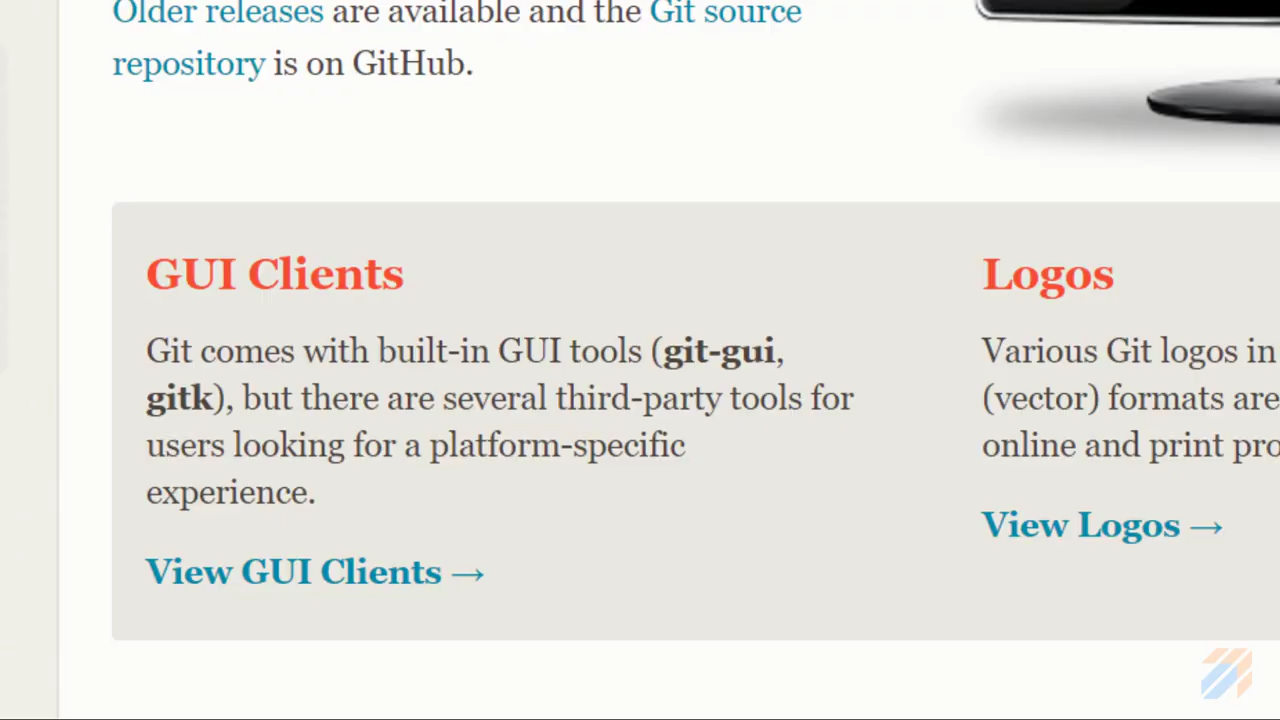 Older releases are available and the Git source
repository is on GitHub.
GUI Clients
Git comes with built-in GUI tools (git-gui,
gitk), but there are several third-party tools for
users looking for a platform-specific
experience.
View GUI Clients →
Logos
Various Git logos in
(vector) formats are
online and print pro
View Logos →